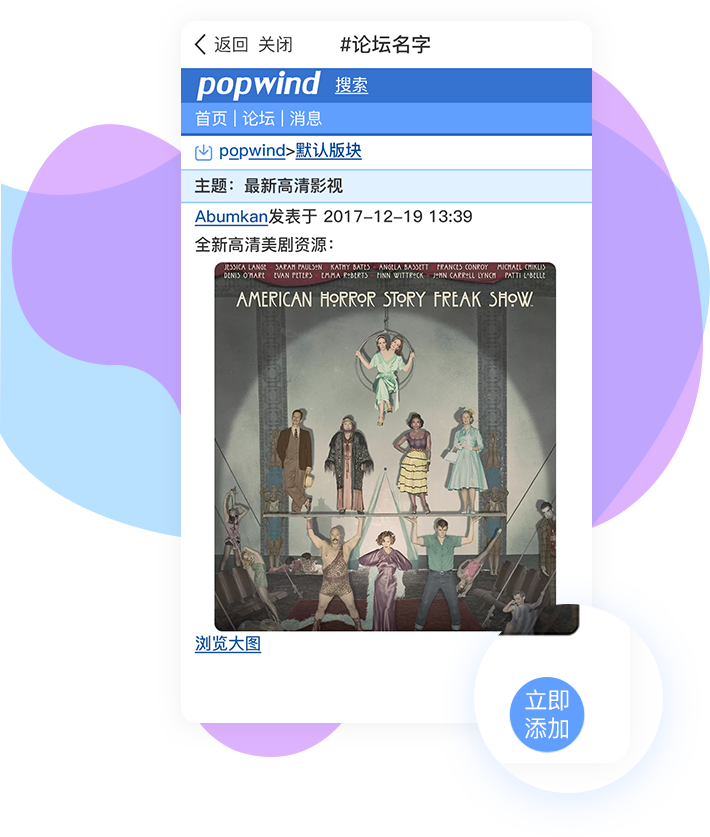 返回 关闭 #论坛名字
popwind 搜索
首页 | 论坛 | 消息
popwind>默认版块
主题：最新高清影视
Abumkan发表于 2017-12-19 13:39
全新高清美剧资源：
JESSICA LANGE · SARAH PAULSON · KATHY BATES · ANGELA BASSETT · FRANCES CONROY · MICHAEL CHIKLIS
DENIS O'HARE · EVAN PETERS · EMMA ROBERTS · FINN WITTROCK · JOHN CARROLL LYNCH · PATTI LABELLE
AMERICAN HORROR STORY FREAK SHOW.
浏览大图
立即
添加